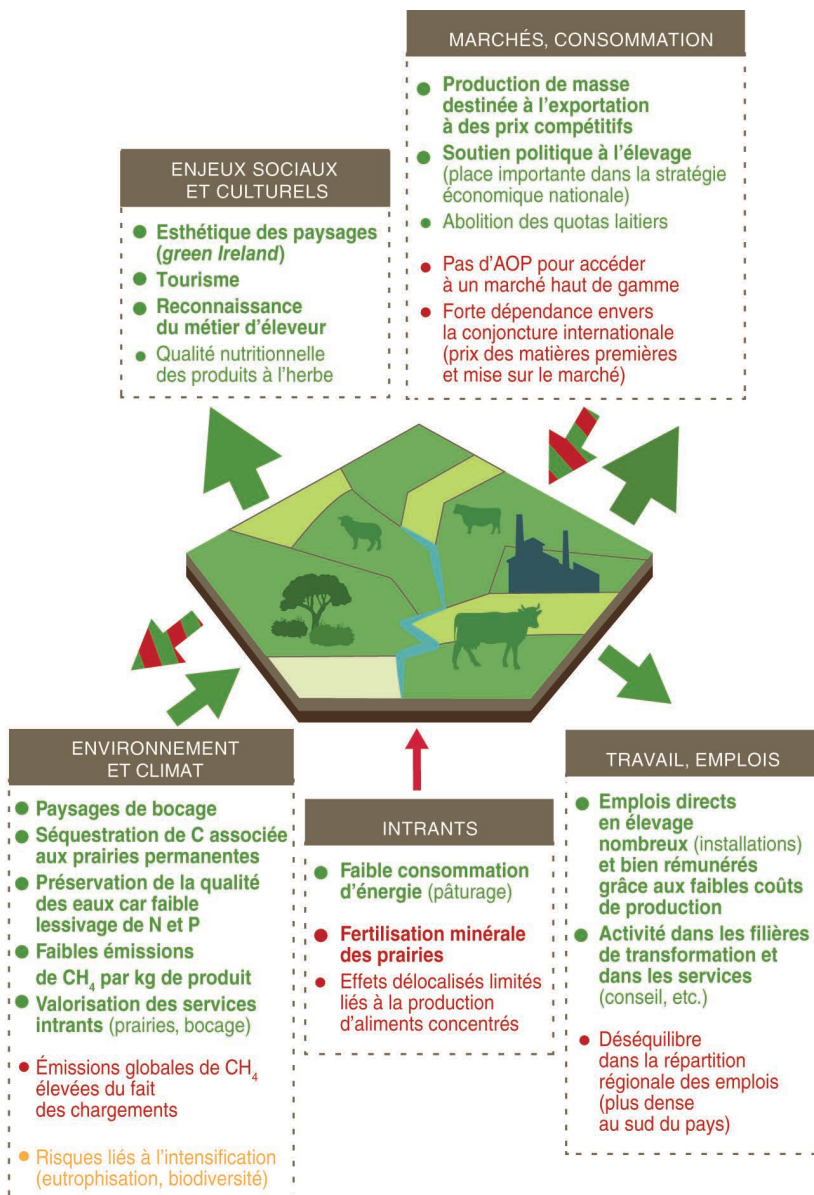 MARCHÉS, CONSOMMATION
Production de masse
destinée à l'exportation
à des prix compétitifs
Soutien politique à l'élevage
(place importante dans la stratégie
économique nationale)
Abolition des quotas laitiers
Pas d'AOP pour accéder
à un marché haut de gamme
Forte dépendance envers
la conjoncture internationale
(prix des matières premières
et mise sur le marché)
ENJEUX SOCIAUX
ET CULTURELS
Esthétique des paysages
(green Ireland)
Tourisme
Reconnaissance
du métier d'éleveur
Qualité nutritionnelle
des produits à l'herbe
ENVIRONNEMENT
ET CLIMAT
Paysages de bocage
Séquestration de C associée
aux prairies permanentes
Préservation de la qualité
des eaux car faible
lessivage de N et P
Faibles émissions
de CH₄ par kg de produit
Valorisation des services
intrants (prairies, bocage)
Émissions globales de CH₄
élevées du fait
des chargements
Risques liés à l'intensification
(eutrophisation, biodiversité)
INTRANTS
Faible consommation
d'énergie (pâturage)
Fertilisation minérale
des prairies
Effets délocalisés limités
liés à la production
d'aliments concentrés
TRAVAIL, EMPLOIS
Emplois directs
en élevage
nombreux (installations)
et bien rémunérés
grâce aux faibles coûts
de production
Activité dans les filières
de transformation et
dans les services
(conseil, etc.)
Déséquilibre
dans la répartition
régionale des emplois
(plus dense
au sud du pays)